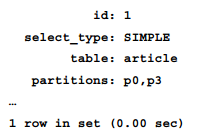 id: 1
select_type: SIMPLE
table: article
partitions: p0,p3
…
1 row in set (0.00 sec)